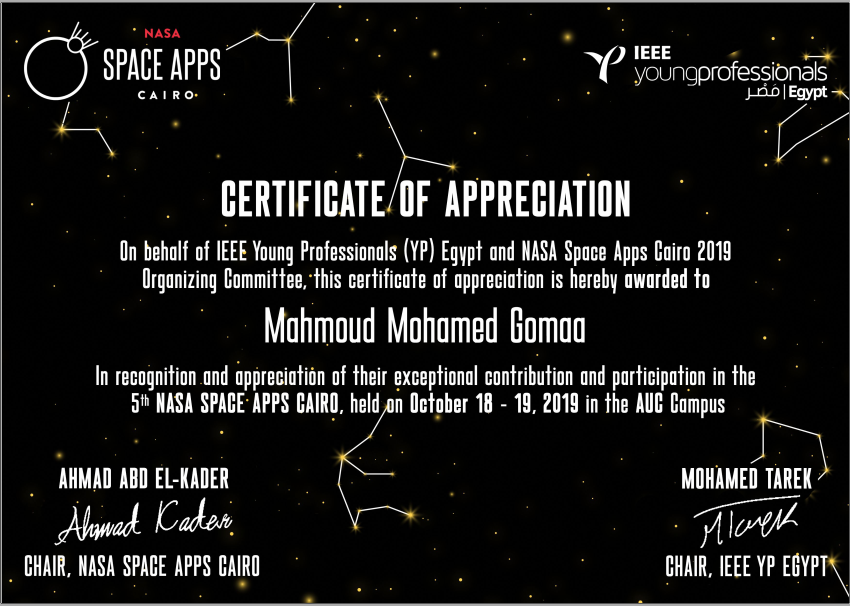 NASA
SPACE APPS
CAIRO
IEEE
youngprofessionals
مَصْر | Egypt
CERTIFICATE OF APPRECIATION
On behalf of IEEE Young Professionals (YP) Egypt and NASA Space Apps Cairo 2019
Organizing Committee, this certificate of appreciation is hereby awarded to
Mahmoud Mohamed Gomaa
In recognition and appreciation of their exceptional contribution and participation in the
5th NASA SPACE APPS CAIRO, held on October 18 - 19, 2019 in the AUC Campus
AHMAD ABD EL-KADER
Ahmad Kader
CHAIR, NASA SPACE APPS CAIRO
MOHAMED TAREK
MTarek
CHAIR, IEEE YP EGYPT